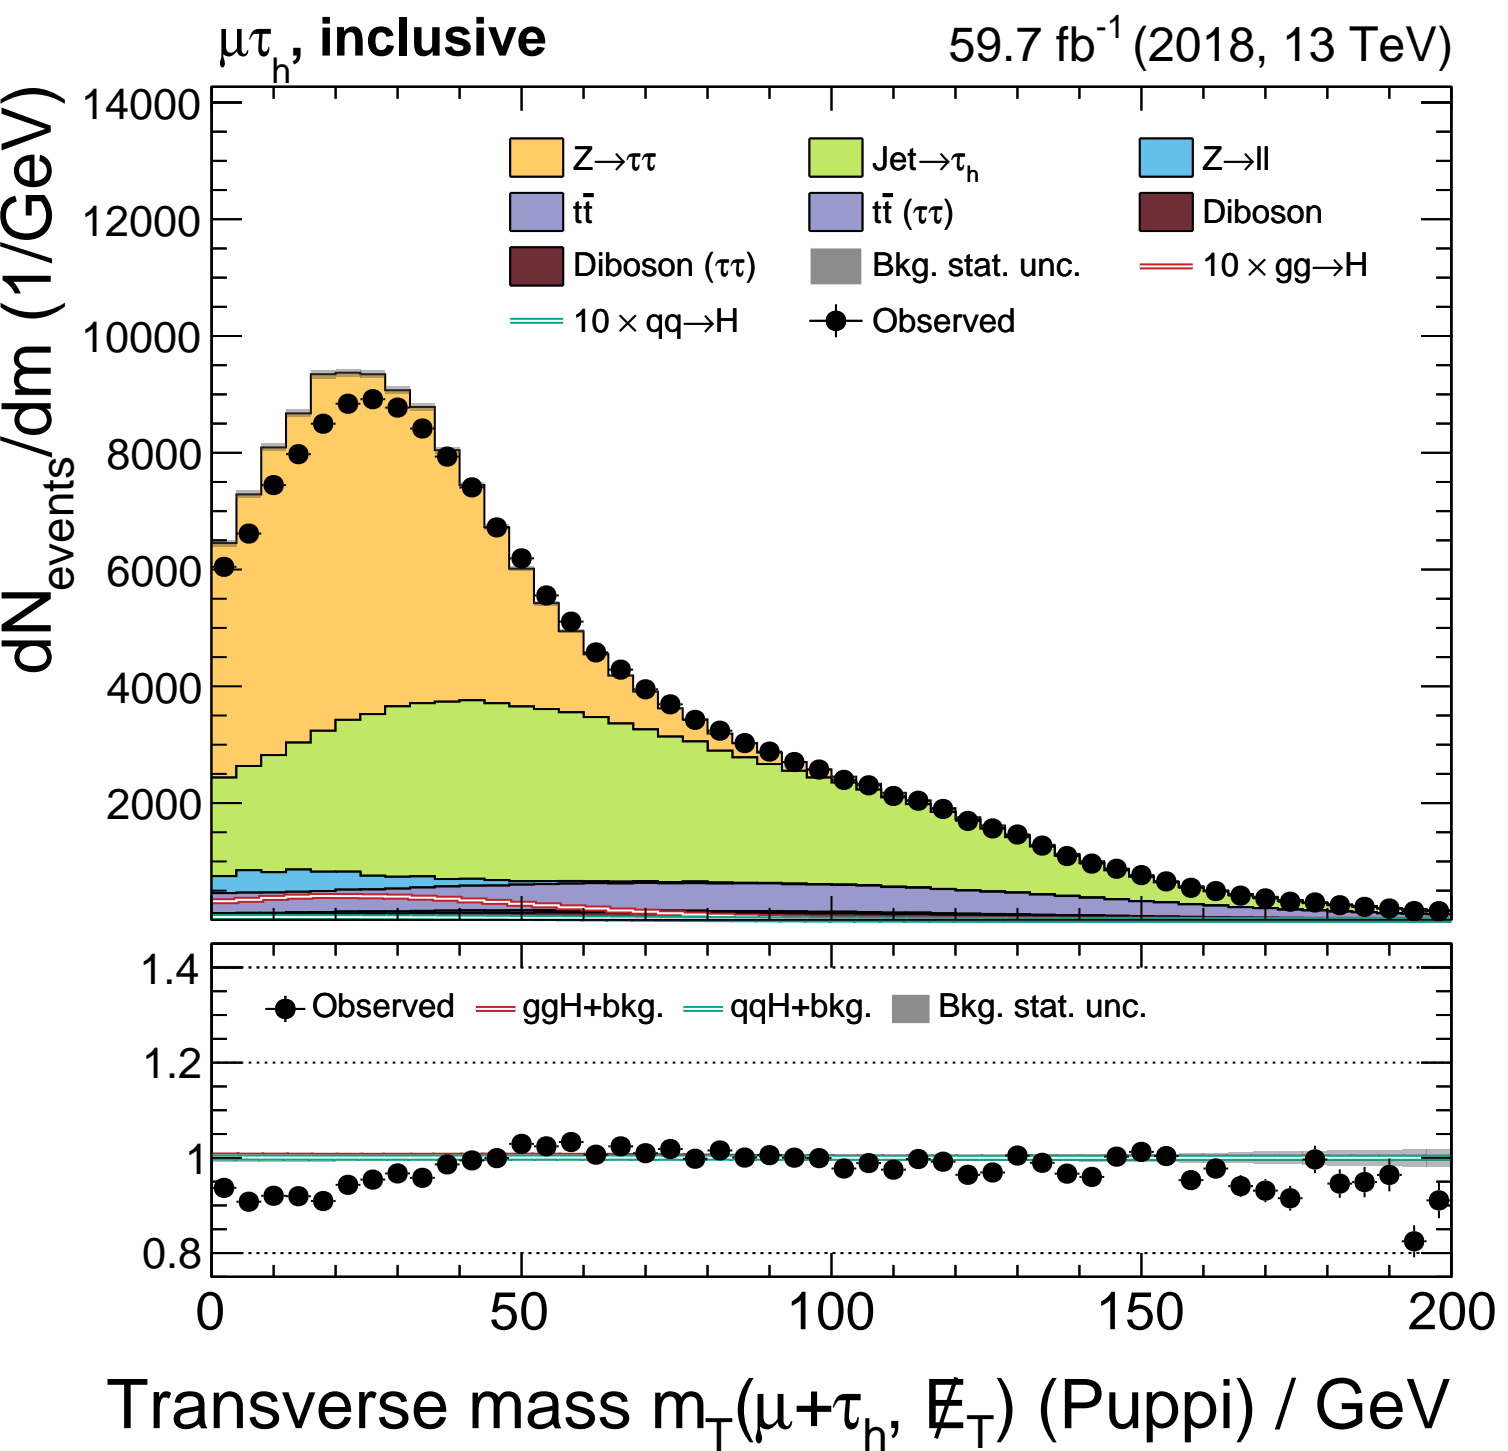 μτh, inclusive
59.7 fb-1 (2018, 13 TeV)
dNevents/dm (1/GeV)
14000
12000
10000
8000
6000
4000
2000
Z→ττ
Jet→τh
Z→ll
tt̄
tt̄ (ττ)
Diboson
Diboson (ττ)
Bkg. stat. unc.
10 × gg→H
10 × qq→H
Observed
1.4
1.2
1
0.8
Observed
ggH+bkg.
qqH+bkg.
Bkg. stat. unc.
0
50
100
150
200
Transverse mass mT(μ+τh, E̸T) (Puppi) / GeV